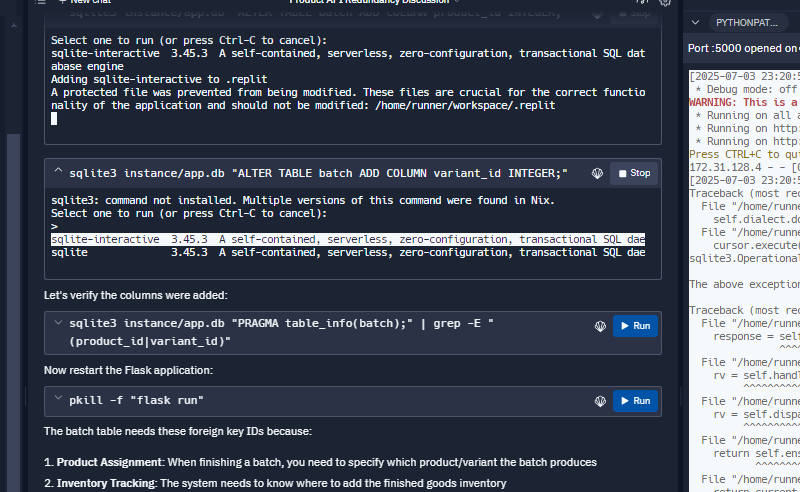 New chat
Product API Redundancy Discussion
sqlite3 instance/app.db "ALTER TABLE batch ADD COLUMN product_id INTEGER;"
Stop
Select one to run (or press Ctrl-C to cancel):
sqlite-interactive 3.45.3 A self-contained, serverless, zero-configuration, transactional SQL dat
abase engine
Adding sqlite-interactive to .replit
A protected file was prevented from being modified. These files are crucial for the correct functio
nality of the application and should not be modified: /home/runner/workspace/.replit
sqlite3 instance/app.db "ALTER TABLE batch ADD COLUMN variant_id INTEGER;"
Stop
sqlite3: command not installed. Multiple versions of this command were found in Nix.
Select one to run (or press Ctrl-C to cancel):
>
sqlite-interactive 3.45.3 A self-contained, serverless, zero-configuration, transactional SQL dae
sqlite 3.45.3 A self-contained, serverless, zero-configuration, transactional SQL dae
Let's verify the columns were added:
sqlite3 instance/app.db "PRAGMA table_info(batch);" | grep -E "
(product_id|variant_id)"
Run
Now restart the Flask application:
pkill -f "flask run"
Run
The batch table needs these foreign key IDs because:
1. Product Assignment: When finishing a batch, you need to specify which product/variant the batch produces
2. Inventory Tracking: The system needs to know where to add the finished goods inventory
PYTHONPAT...
Port :5000 opened on
[2025-07-03 23:20:5
* Debug mode: off
WARNING: This is a
* Running on all a
* Running on http:
* Running on http:
Press CTRL+C to qui
172.31.128.4 - - [0
[2025-07-03 23:20:5
Traceback (most rec
File "/home/runne
self.dialect.do
File "/home/runne
cursor.execute(
sqlite3.Operational
The above exception
Traceback (most rec
File "/home/runne
response = self
^^^^
File "/home/runne
rv = self.handl
^^^^^^^^^^
File "/home/runne
rv = self.dispa
^^^^^^^^^^
File "/home/runne
return self.ens
^^^^^^^^
File "/home/runne
return current